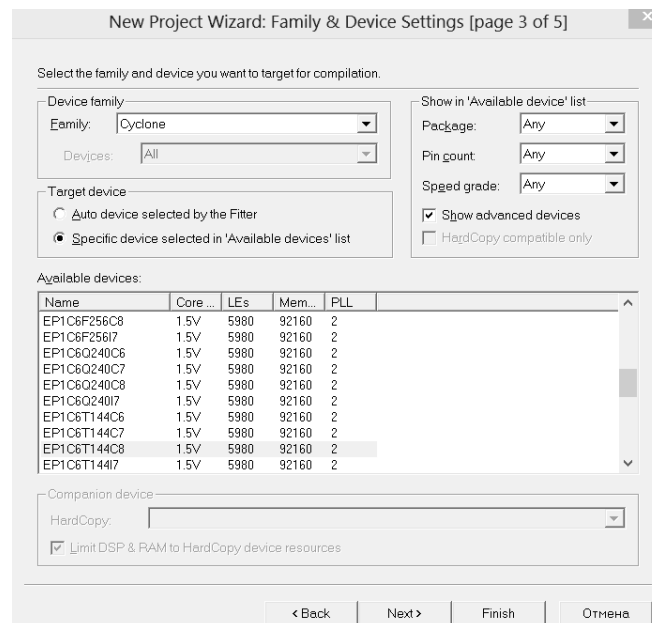 New Project Wizard: Family & Device Settings [page 3 of 5]
Select the family and device you want to target for compilation.
Device family
Family: Cyclone
Devices: All
Show in 'Available device' list
Package: Any
Pin count: Any
Speed grade: Any
Show advanced devices
HardCopy compatible only
Target device
Auto device selected by the Fitter
Specific device selected in 'Available devices' list
Available devices:
Name Core ... LEs Mem... PLL
EP1C6F256C8 1.5V 5980 92160 2
EP1C6F256I7 1.5V 5980 92160 2
EP1C6Q240C6 1.5V 5980 92160 2
EP1C6Q240C7 1.5V 5980 92160 2
EP1C6Q240C8 1.5V 5980 92160 2
EP1C6Q240I7 1.5V 5980 92160 2
EP1C6T144C6 1.5V 5980 92160 2
EP1C6T144C7 1.5V 5980 92160 2
EP1C6T144C8 1.5V 5980 92160 2
EP1C6T144I7 1.5V 5980 92160 2
Companion device
HardCopy:
Limit DSP & RAM to HardCopy device resources
< Back Next > Finish Отмена